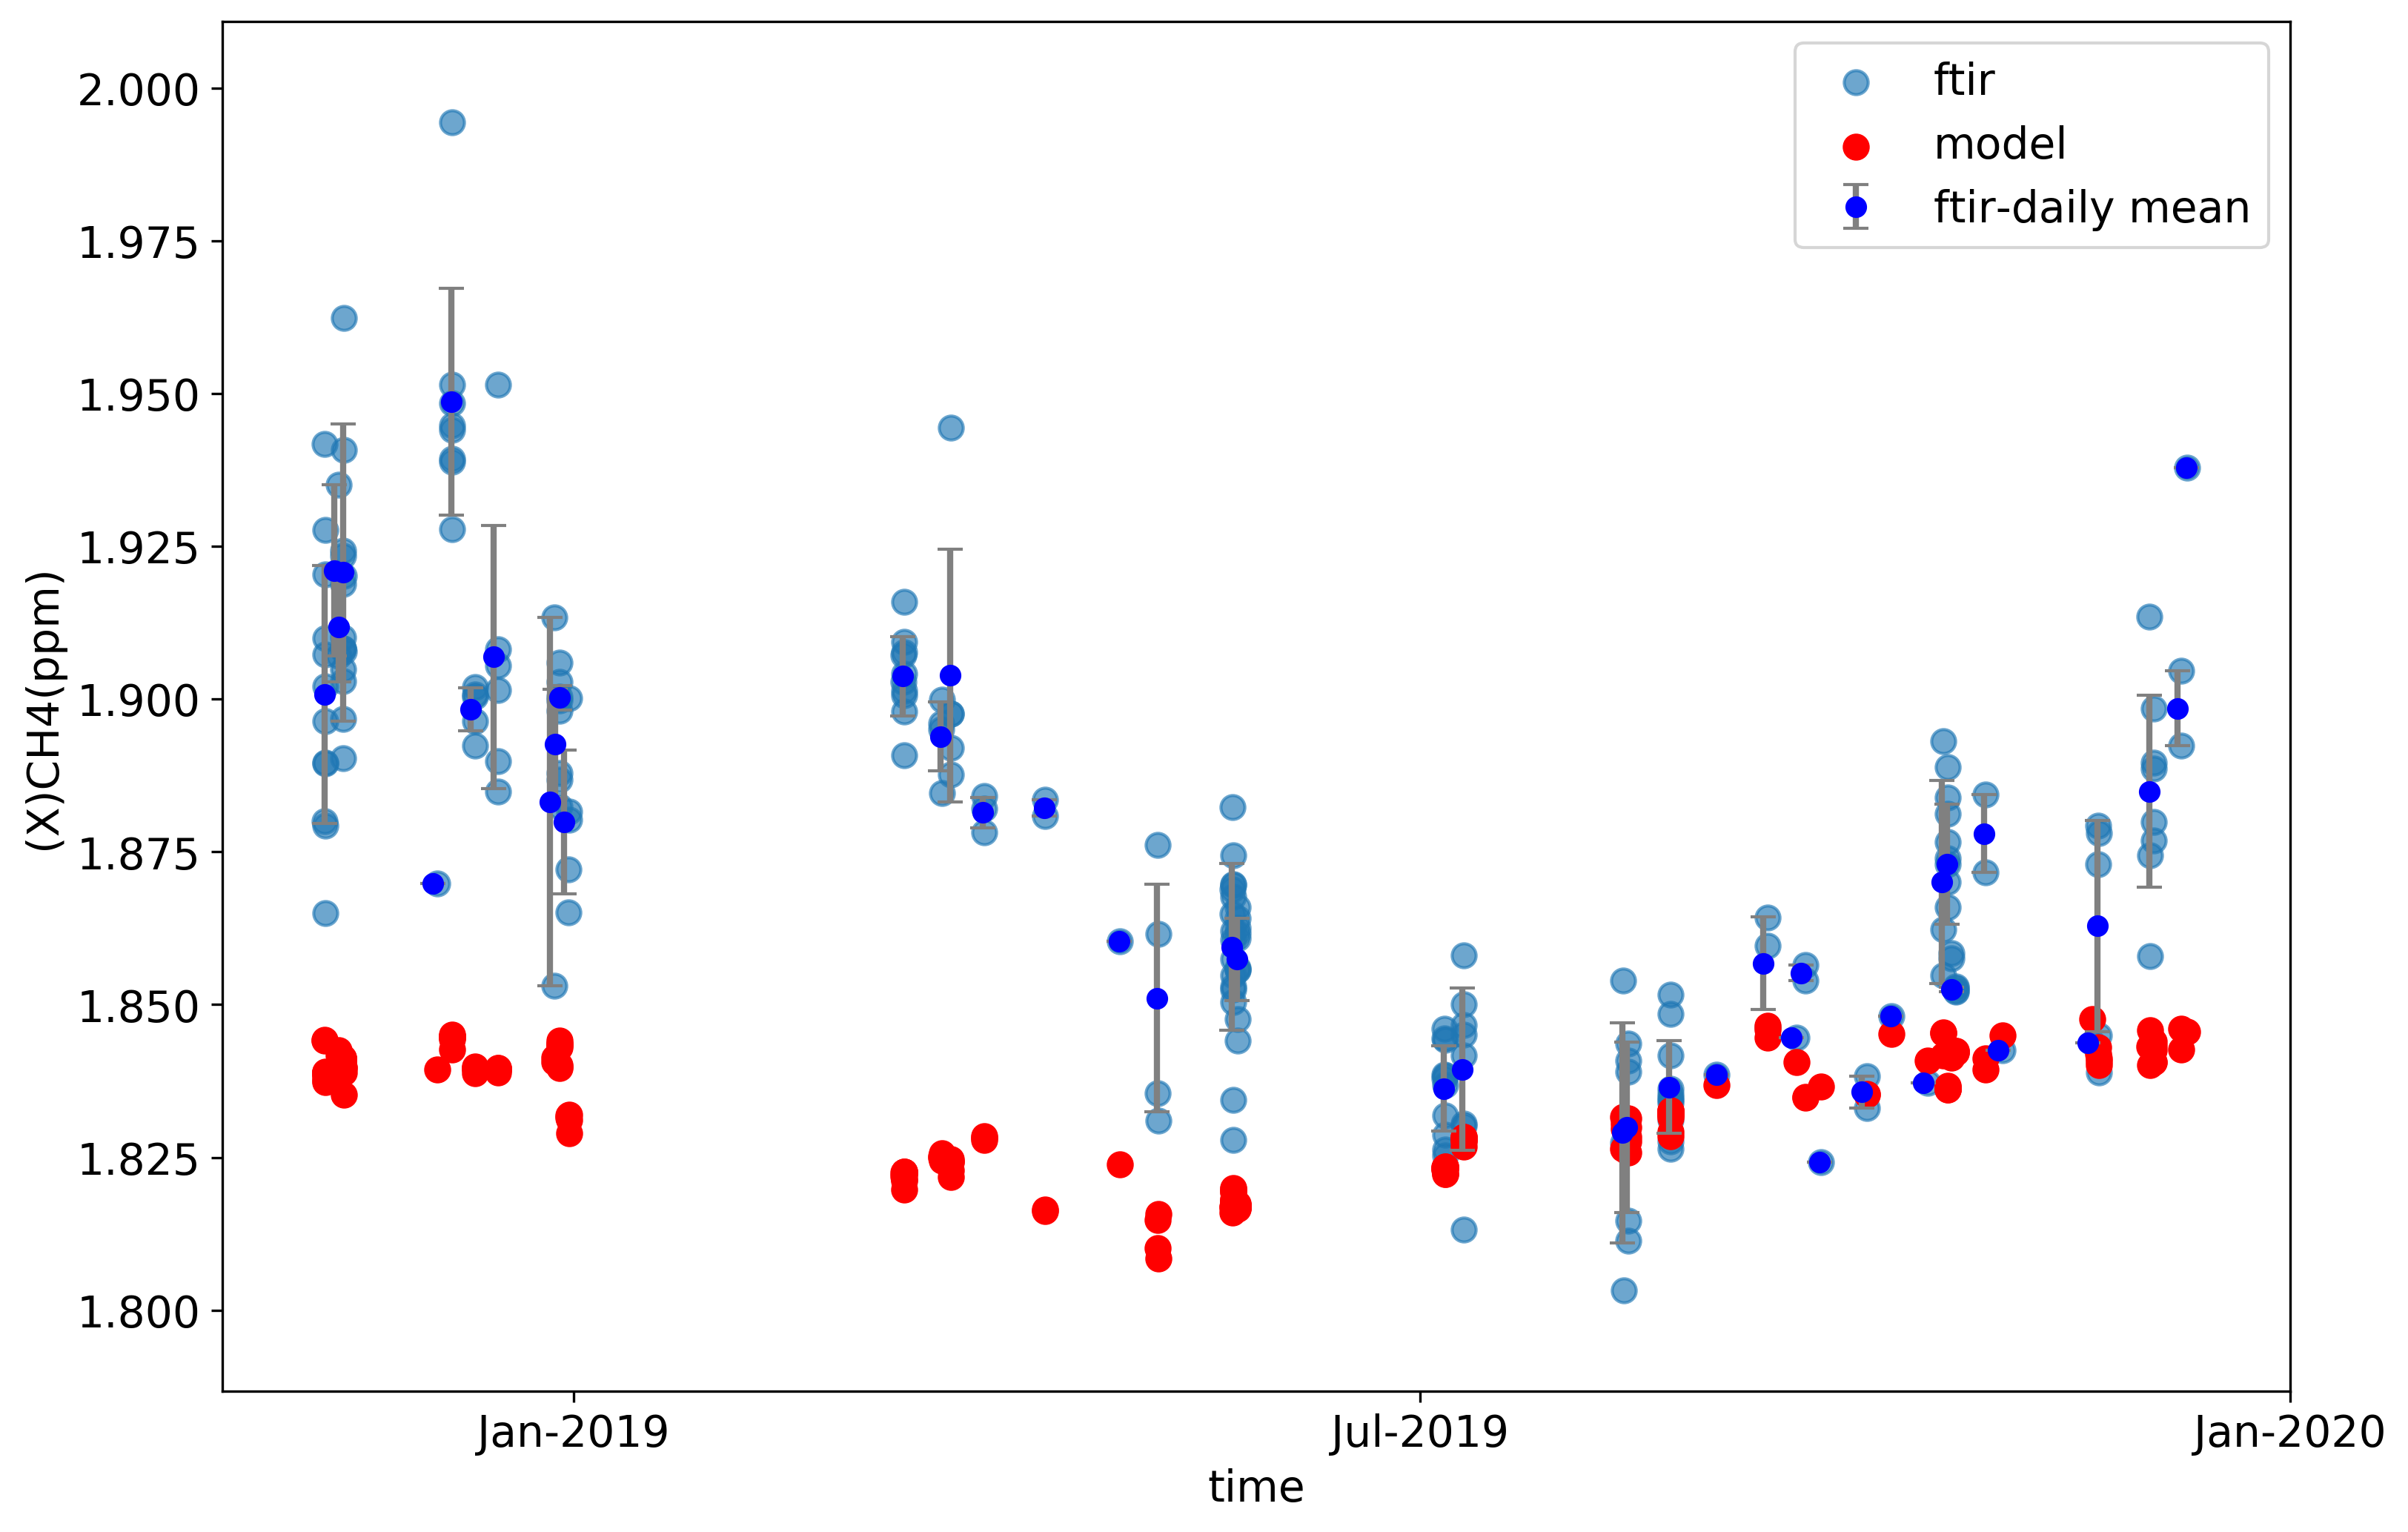 ftir
model
ftir-daily mean
2.000
1.975
1.950
1.925
1.900
1.875
1.850
1.825
1.800
(X)CH4(ppm)
Jan-2019
Jul-2019
Jan-2020
time